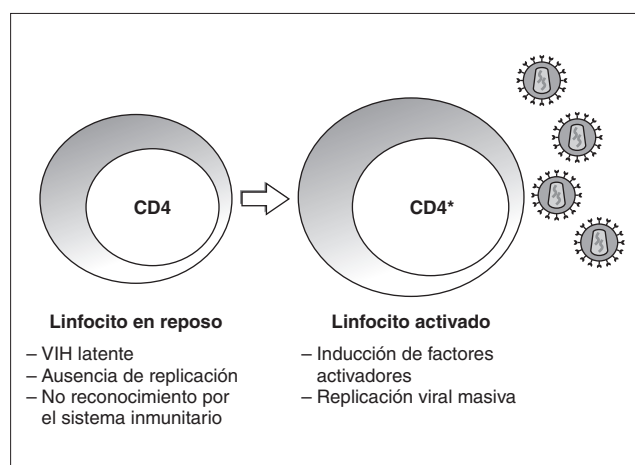 CD4
CD4*
Linfocito en reposo
– VIH latente
– Ausencia de replicación
– No reconocimiento por
el sistema inmunitario
Linfocito activado
– Inducción de factores
activadores
– Replicación viral masiva